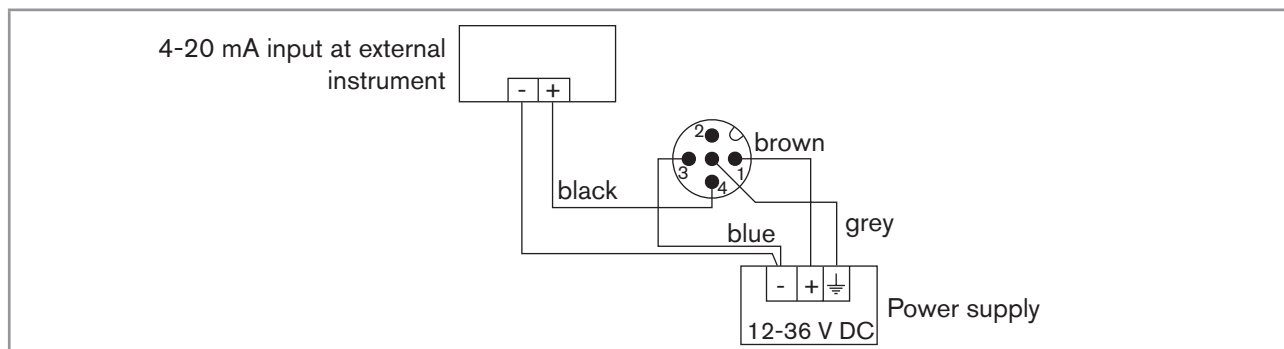 4-20 mA input at external
instrument
- +
2
brown
3
1
4
black
grey
blue
- +
Power supply
12-36 V DC